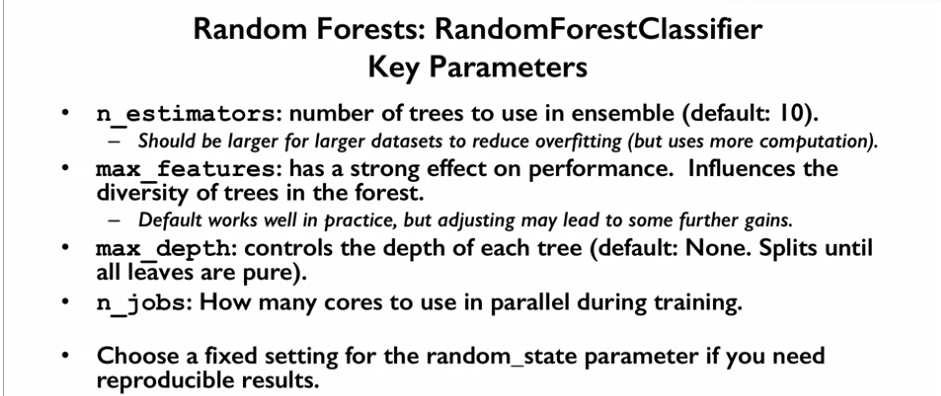 Random Forests: RandomForestClassifier
Key Parameters
• n_estimators: number of trees to use in ensemble (default: 10).
– Should be larger for larger datasets to reduce overfitting (but uses more computation).
• max_features: has a strong effect on performance. Influences the
diversity of trees in the forest.
– Default works well in practice, but adjusting may lead to some further gains.
• max_depth: controls the depth of each tree (default: None. Splits until
all leaves are pure).
• n_jobs: How many cores to use in parallel during training.
• Choose a fixed setting for the random_state parameter if you need
reproducible results.